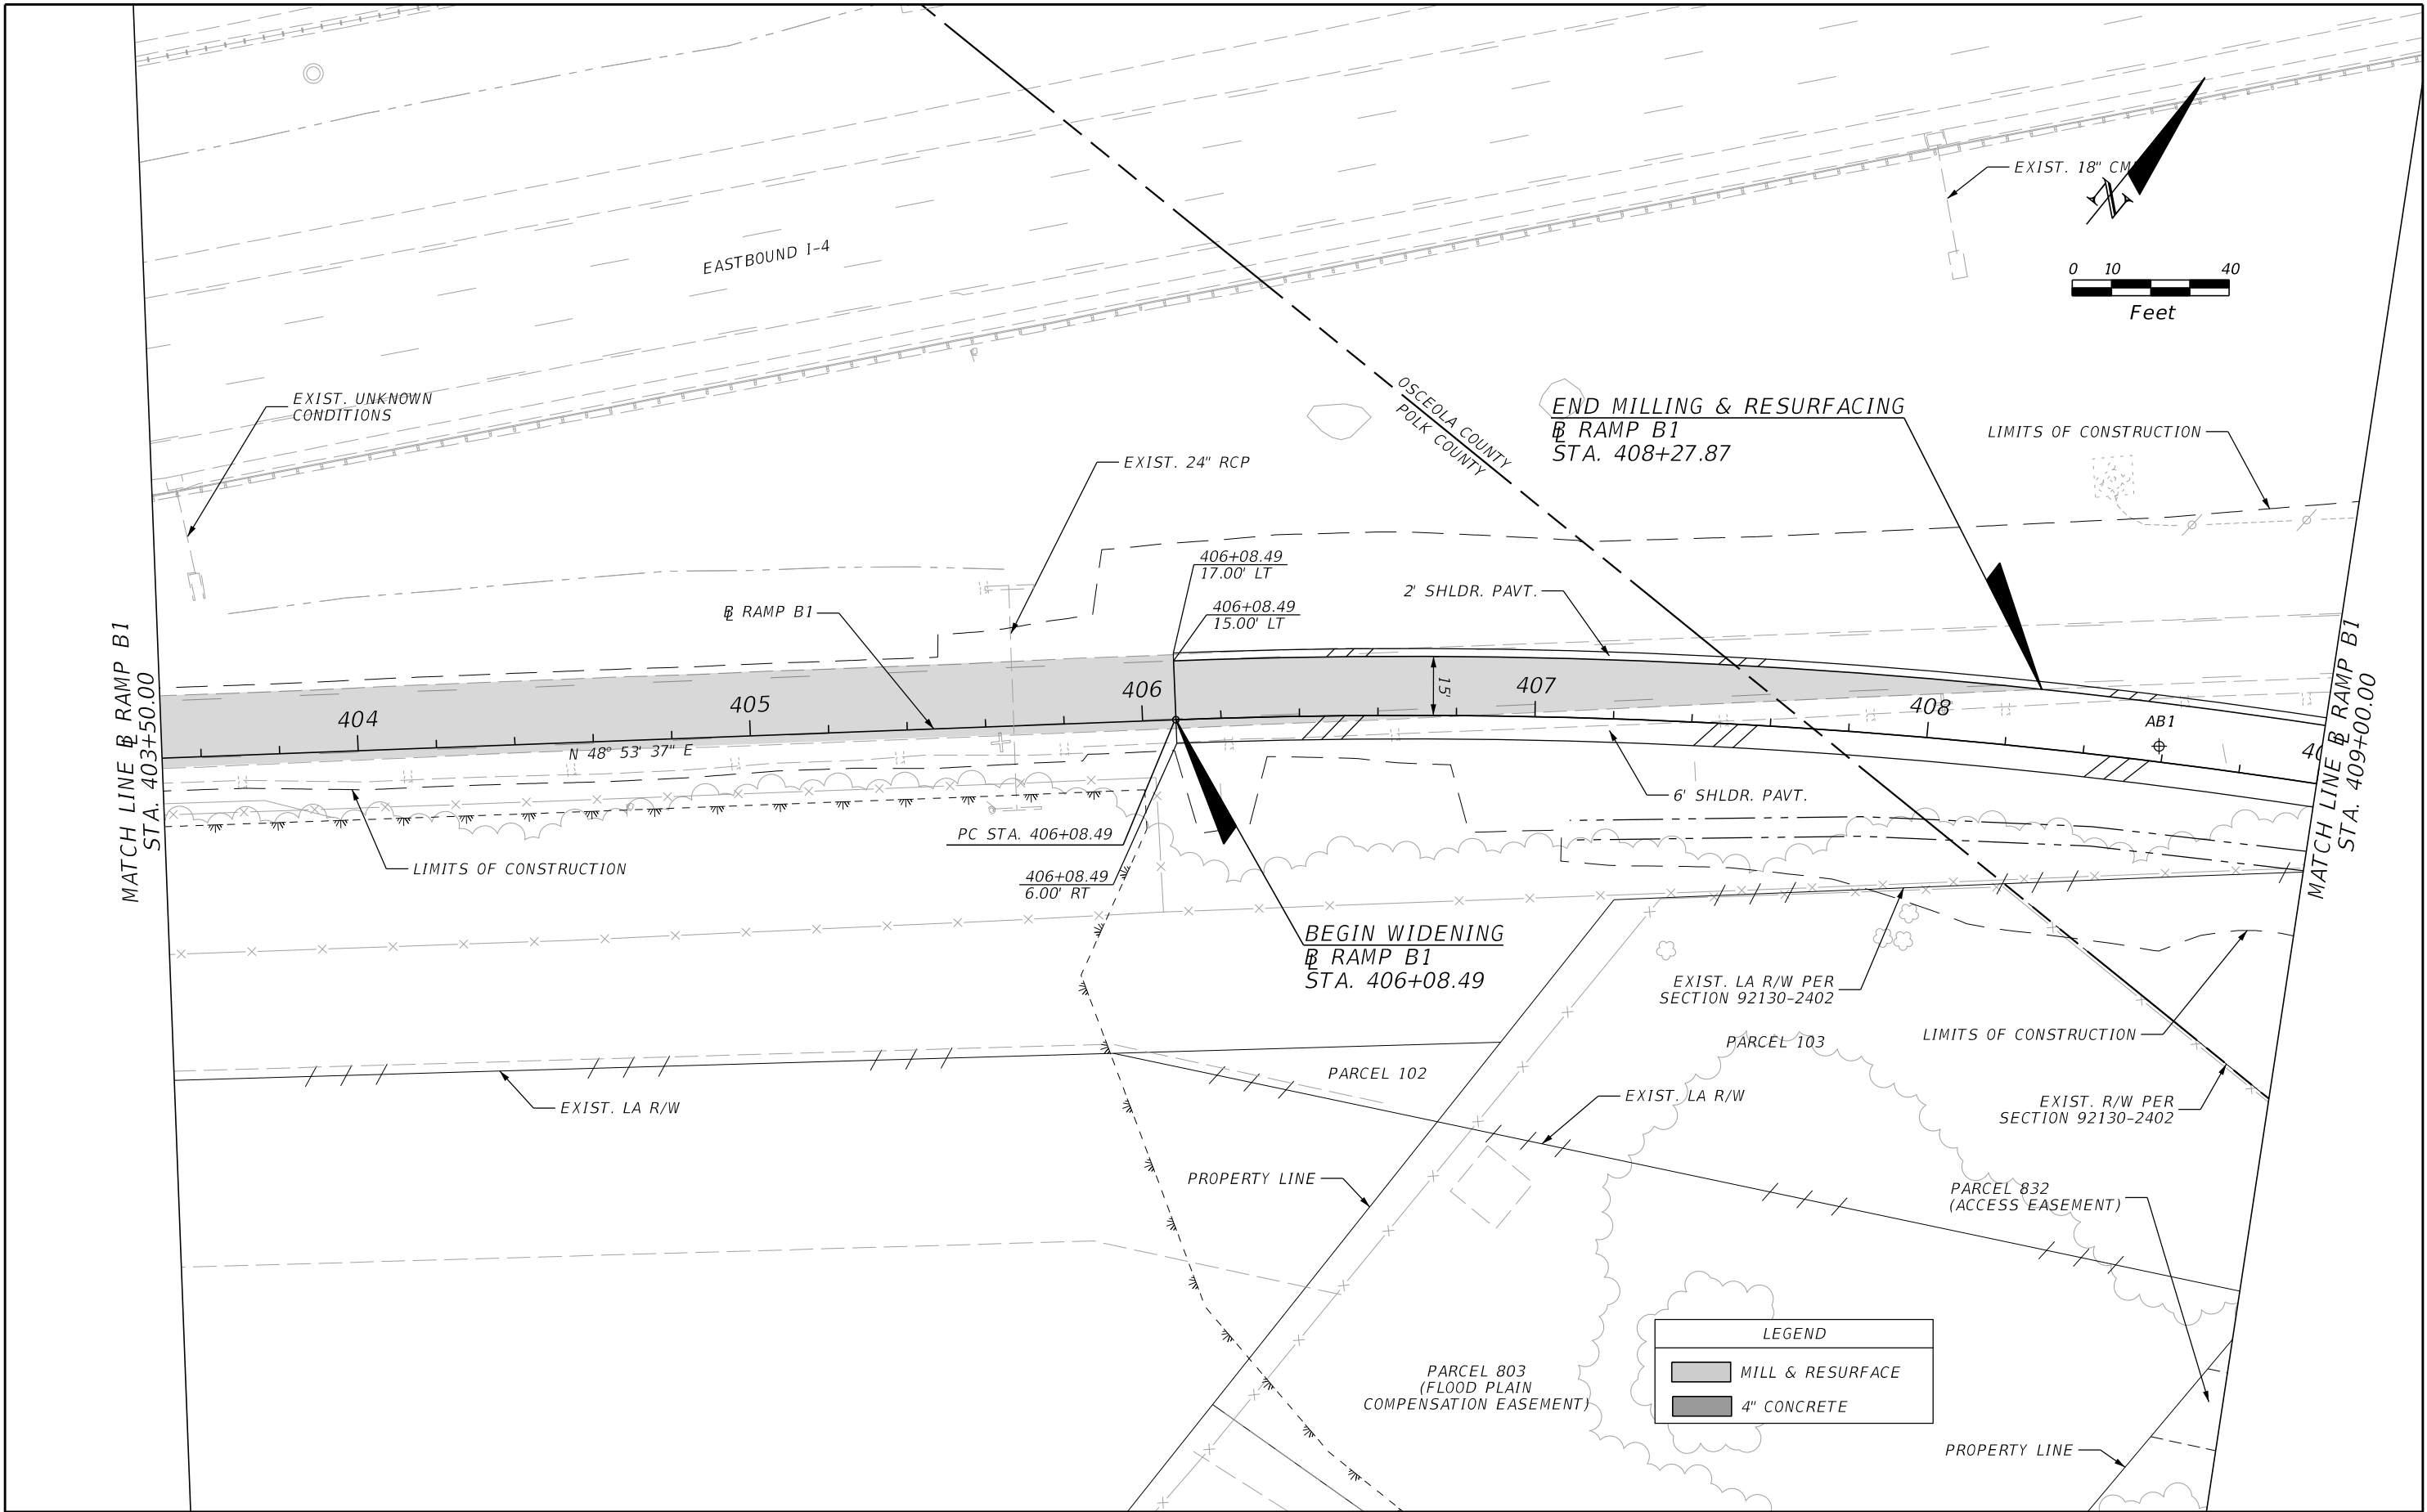 EXIST. 18" CM
N
0 10 40
Feet
EASTBOUND I-4
EXIST. UNKNOWN
CONDITIONS
OSCEOLA COUNTY
POLK COUNTY
END MILLING & RESURFACING
BL RAMP B1
STA. 408+27.87
LIMITS OF CONSTRUCTION
EXIST. 24" RCP
406+08.49
17.00' LT
406+08.49
15.00' LT
2' SHLDR. PAVT.
BL RAMP B1
MATCH LINE BL RAMP B1
STA. 403+50.00
404
405
406
407
408
15'
AB1
MATCH LINE BL RAMP B1
STA. 409+00.00
N 48° 53' 37" E
6' SHLDR. PAVT.
PC STA. 406+08.49
LIMITS OF CONSTRUCTION
406+08.49
6.00' RT
BEGIN WIDENING
BL RAMP B1
STA. 406+08.49
EXIST. LA R/W PER
SECTION 92130-2402
LIMITS OF CONSTRUCTION
PARCEL 103
PARCEL 102
EXIST. LA R/W
EXIST. LA R/W
EXIST. R/W PER
SECTION 92130-2402
PROPERTY LINE
PARCEL 832
(ACCESS EASEMENT)
LEGEND
MILL & RESURFACE
4" CONCRETE
PARCEL 803
(FLOOD PLAIN
COMPENSATION EASEMENT)
PROPERTY LINE